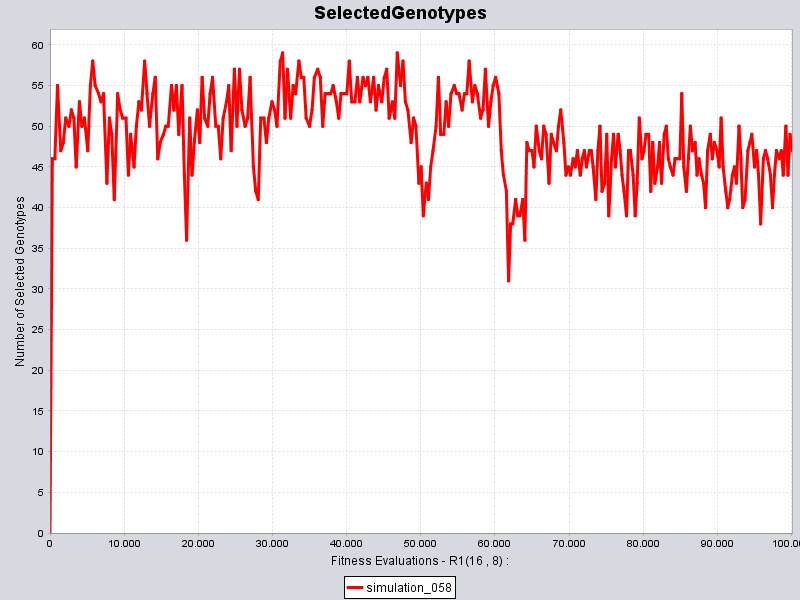 SelectedGenotypes
Number of Selected Genotypes
60
55
50
45
40
35
30
25
20
15
10
5
0
0 10.000 20.000 30.000 40.000 50.000 60.000 70.000 80.000 90.000 100.00
Fitness Evaluations - R1(16 , 8) :
simulation_058